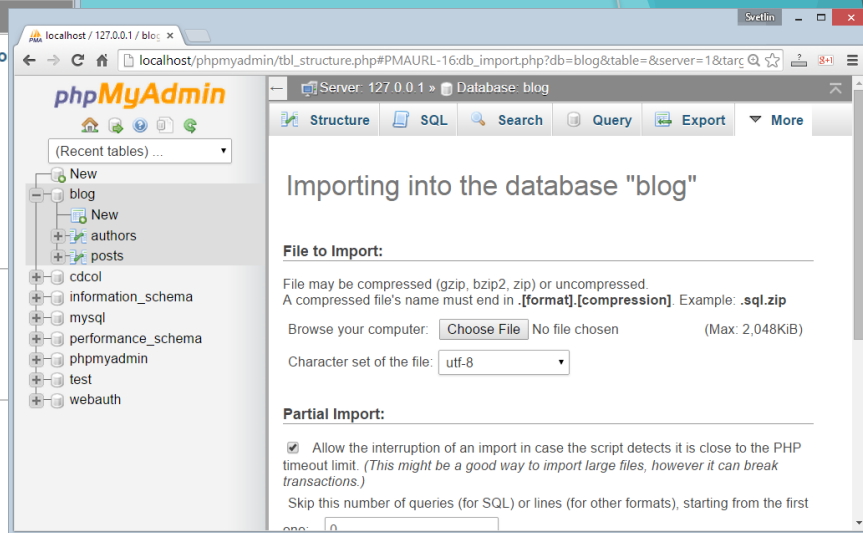 Svetlin
localhost / 127.0.0.1 / blog
localhost/phpmyadmin/tbl_structure.php#PMAURL-16:db_import.php?db=blog&table=&server=1&targ
phpMyAdmin
(Recent tables) ...
New
blog
New
authors
posts
cdcol
information_schema
mysql
performance_schema
phpmyadmin
test
webauth
Server: 127.0.0.1 » Database: blog
Structure SQL Search Query Export More
Importing into the database "blog"
File to Import:
File may be compressed (gzip, bzip2, zip) or uncompressed.
A compressed file's name must end in .[format].[compression]. Example: .sql.zip
Browse your computer: Choose File No file chosen (Max: 2,048KiB)
Character set of the file: utf-8
Partial Import:
Allow the interruption of an import in case the script detects it is close to the PHP
timeout limit. (This might be a good way to import large files, however it can break
transactions.)
Skip this number of queries (for SQL) or lines (for other formats), starting from the first
one: 0